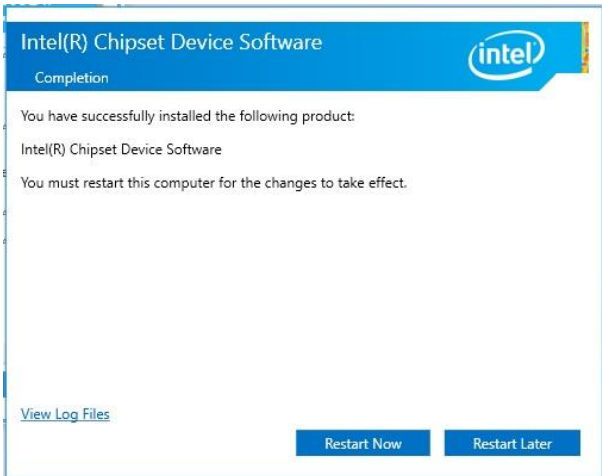 Intel(R) Chipset Device Software
Completion
intel
You have successfully installed the following product:
Intel(R) Chipset Device Software
You must restart this computer for the changes to take effect.
View Log Files
Restart Now
Restart Later